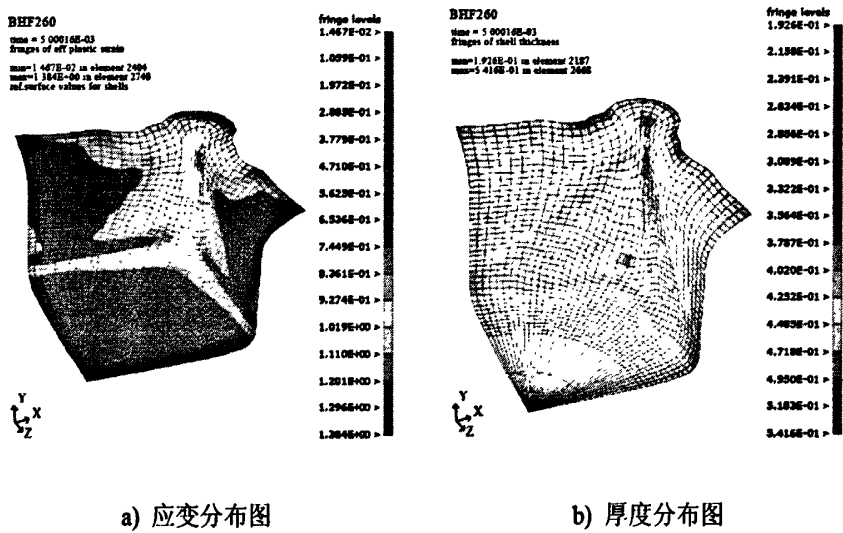 BHF260
time = 5 00016E-03
fringes of eff plastic strain
min=1 467E-02 in element 2404
max=1 384E+00 in element 2748
ref.surface values for shells
fringe levels
1.467E-02 >
1.059E-01 >
1.972E-01 >
2.885E-01 >
3.779E-01 >
4.710E-01 >
5.623E-01 >
6.536E-01 >
7.449E-01 >
8.361E-01 >
9.274E-01 >
1.019E+00 >
1.110E+00 >
1.201E+00 >
1.296E+00 >
1.384E+00 >
Y
X
Z
a) 应变分布图
BHF260
time = 5 00016E-03
fringes of shell thickness
min=1.926E-01 in element 2187
max=5 416E-01 in element
fringe levels
1.926E-01 >
2.158E-01 >
2.391E-01 >
2.624E-01 >
2.856E-01 >
3.089E-01 >
3.322E-01 >
3.564E-01 >
3.787E-01 >
4.020E-01 >
4.252E-01 >
4.485E-01 >
4.718E-01 >
4.950E-01 >
5.183E-01 >
5.416E-01 >
Y
X
Z
b) 厚度分布图